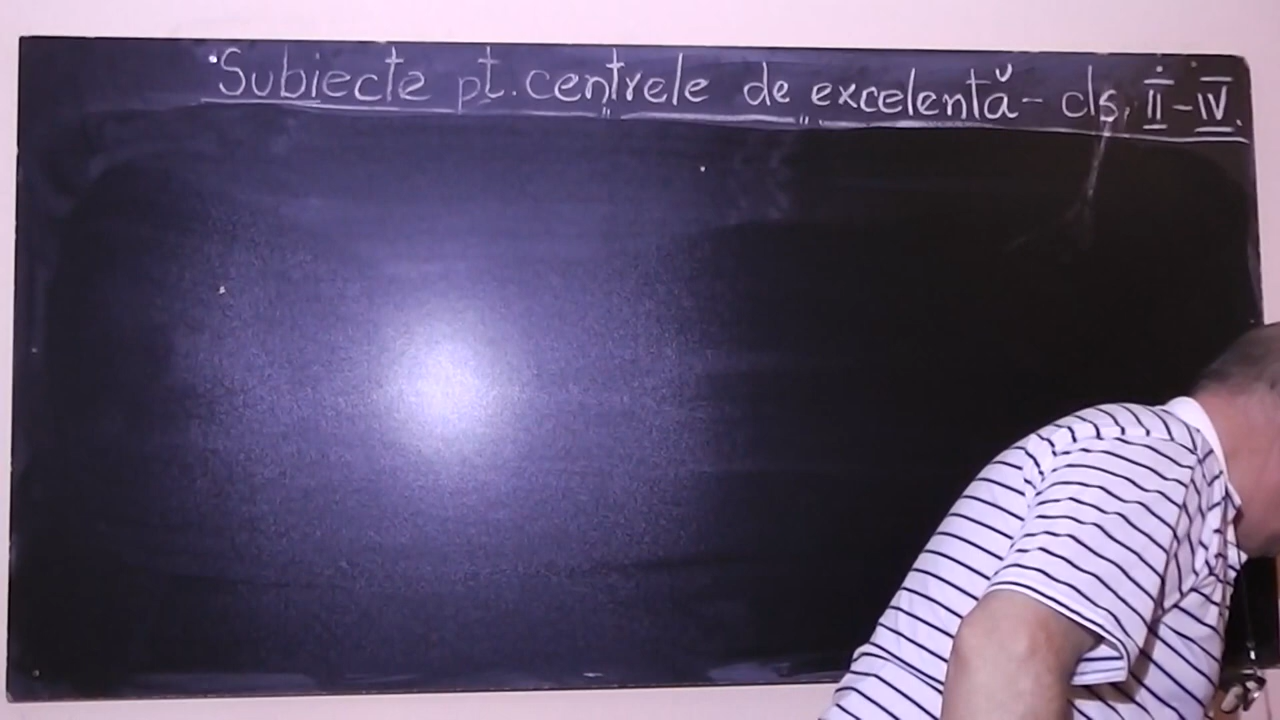 Subiecte pt. centrele de excelentă - cls. II - IV.